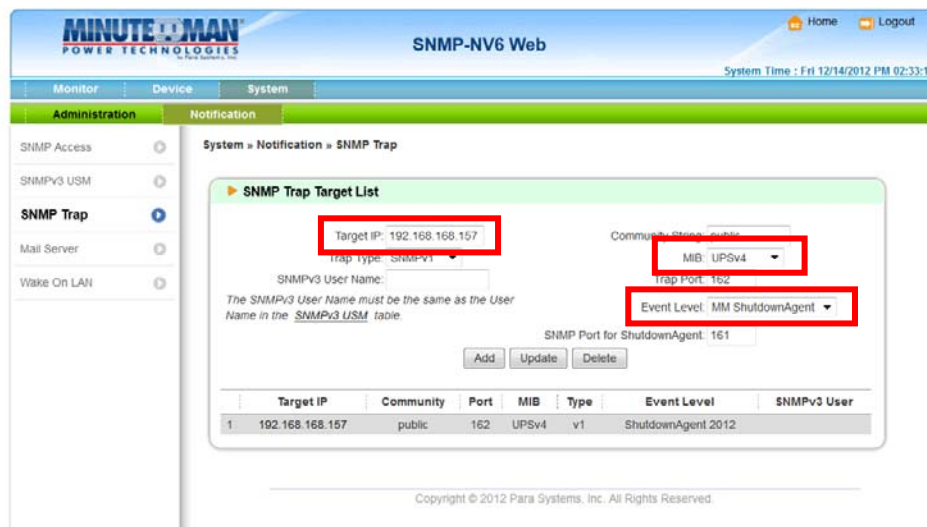 MINUTEMAN
POWER TECHNOLOGIES
by Para Systems, Inc.
SNMP-NV6 Web
Home Logout
System Time : Fri 12/14/2012 PM 02:33:1
Monitor Device System
Administration Notification
SNMP Access
SNMPv3 USM
SNMP Trap
Mail Server
Wake On LAN
System » Notification » SNMP Trap
SNMP Trap Target List
Target IP: 192.168.168.157 Community String: public
Trap Type: SNMPv1 MIB: UPSv4
SNMPv3 User Name: Trap Port: 162
The SNMPv3 User Name must be the same as the User
Name in the SNMPv3 USM table.
Event Level: MM ShutdownAgent
SNMP Port for ShutdownAgent: 161
Add Update Delete
Target IP Community Port MIB Type Event Level SNMPv3 User
1 192.168.168.157 public 162 UPSv4 v1 ShutdownAgent 2012
Copyright © 2012 Para Systems, Inc. All Rights Reserved.